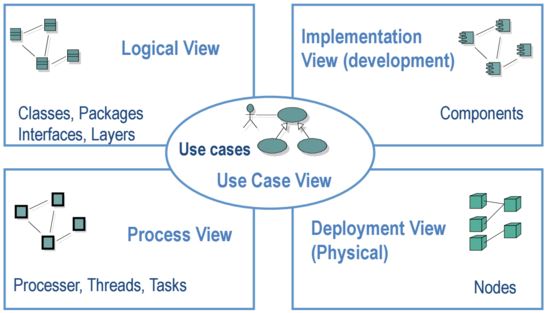 Logical View
Classes, Packages
Interfaces, Layers
Implementation
View (development)
Components
Use cases
Use Case View
Process View
Processer, Threads, Tasks
Deployment View
(Physical)
Nodes